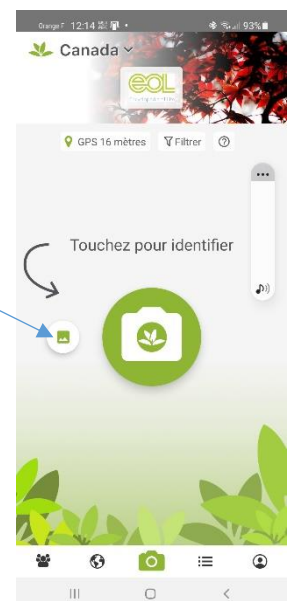 Orange F 12:14
93%
Canada
eol
GPS 16 mètres
Filtrer
?
Touchez pour identifier